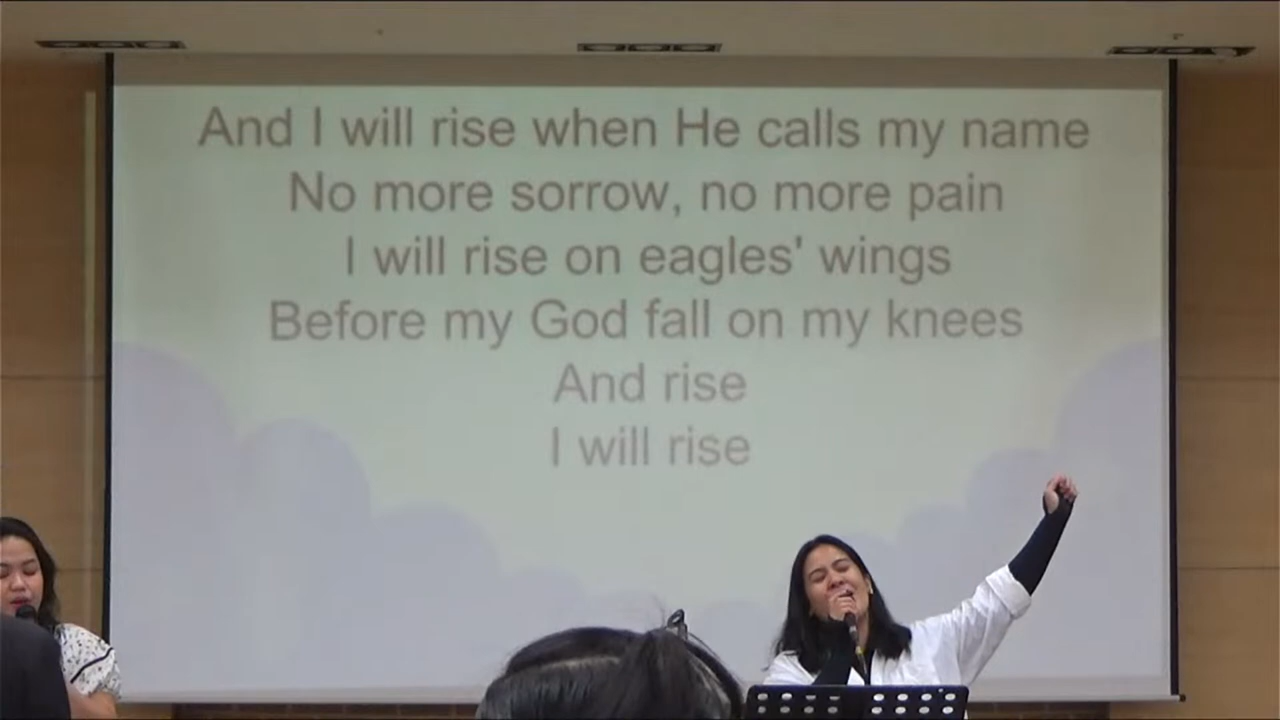 And I will rise when He calls my name
No more sorrow, no more pain
I will rise on eagles' wings
Before my God fall on my knees
And rise
I will rise